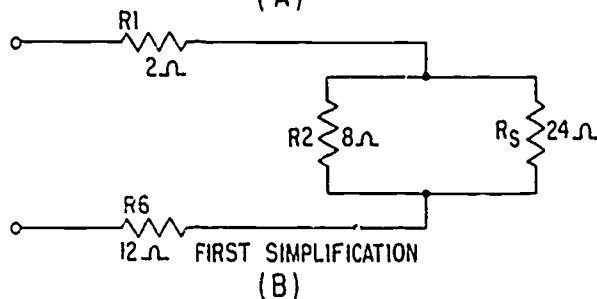 (A)
R1
2Ω
R2 8Ω
RS 24Ω
R6
12Ω
FIRST SIMPLIFICATION
(B)